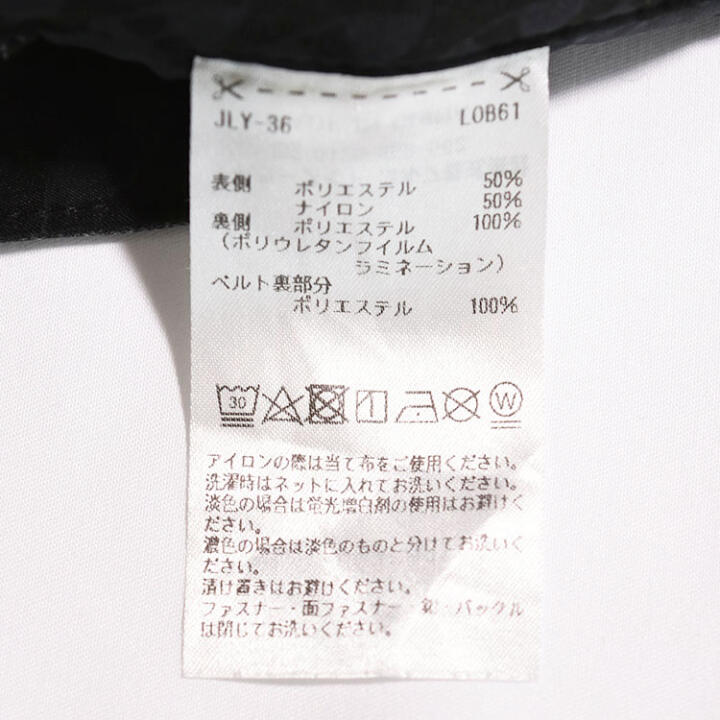 JLY-36 L0B61
表側 ポリエステル 50%
ナイロン 50%
裏側 ポリエステル 100%
(ポリウレタンフイルム
ラミネーション)
ベルト裏部分
ポリエステル 100%
30 W
アイロンの際は当て布をご使用ください。
洗濯時はネットに入れてお洗いください。
淡色の場合は蛍光増白剤の使用はお避けく
ださい。
濃色の場合は淡色のものと分けてお洗いく
ださい。
漬け置きはお避けください。
ファスナー・面ファスナー・釦・バックル
は閉じてお洗いください。